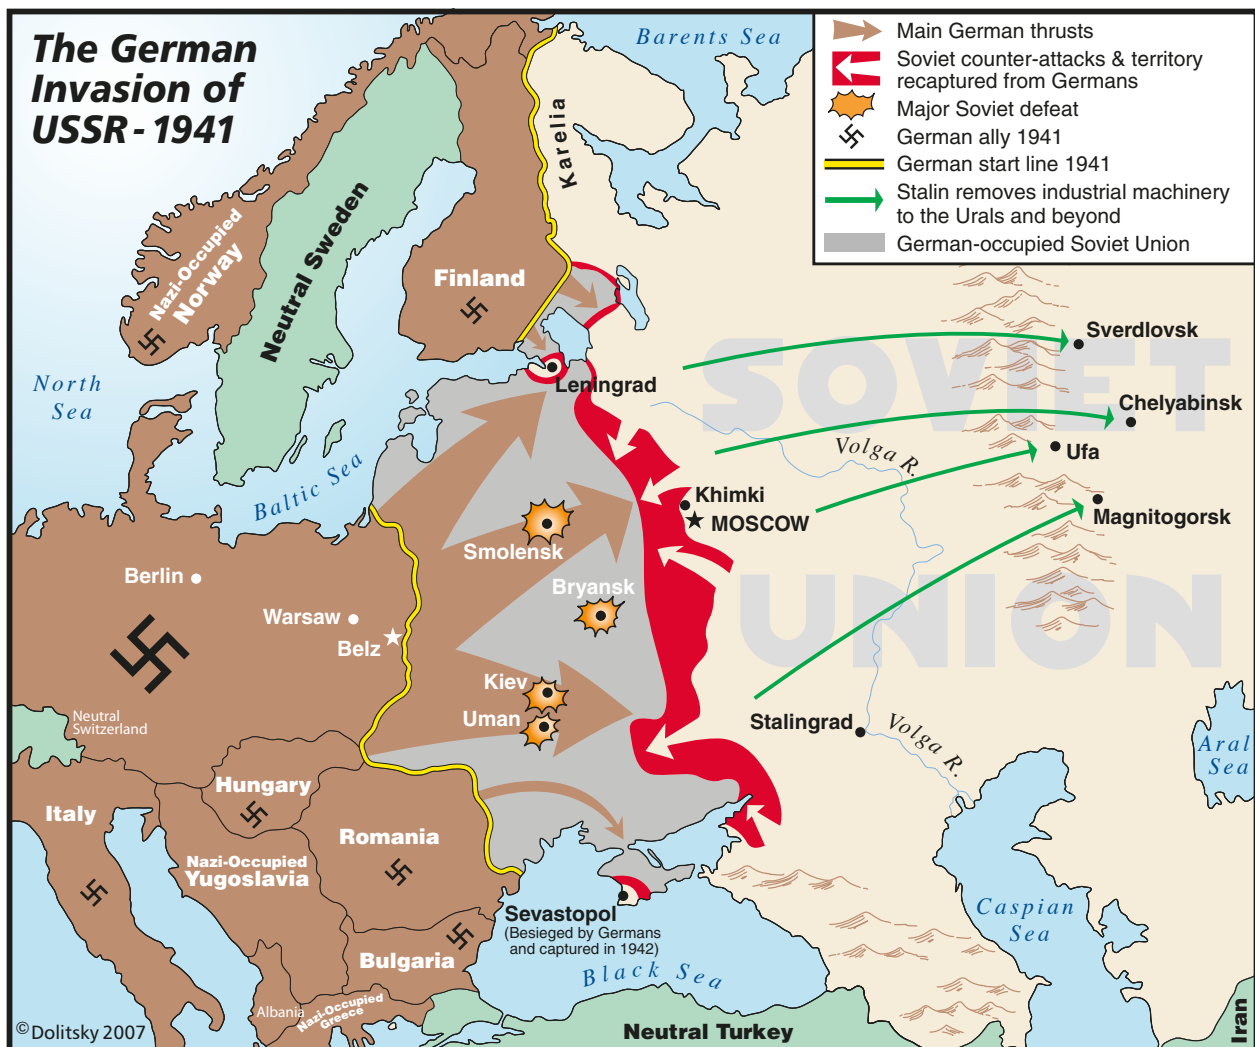 The German
Invasion of
USSR - 1941
Main German thrusts
Soviet counter-attacks & territory
recaptured from Germans
Major Soviet defeat
German ally 1941
German start line 1941
Stalin removes industrial machinery
to the Urals and beyond
German-occupied Soviet Union
Barents Sea
Karelia
Nazi-Occupied
Norway
Neutral Sweden
Finland
North
Sea
Baltic Sea
Leningrad
Sverdlovsk
SOVIET
UNION
Chelyabinsk
Ufa
Volga R.
Magnitogorsk
Khimki
MOSCOW
Smolensk
Bryansk
Berlin
Warsaw
Belz
Kiev
Uman
Stalingrad
Volga R.
Neutral
Switzerland
Aral
Sea
Hungary
Italy
Romania
Nazi-Occupied
Yugoslavia
Bulgaria
Sevastopol
(Besieged by Germans
and captured in 1942)
Caspian
Sea
Black Sea
Albania
Nazi-Occupied
Greece
Neutral Turkey
Iran
©Dolitsky 2007